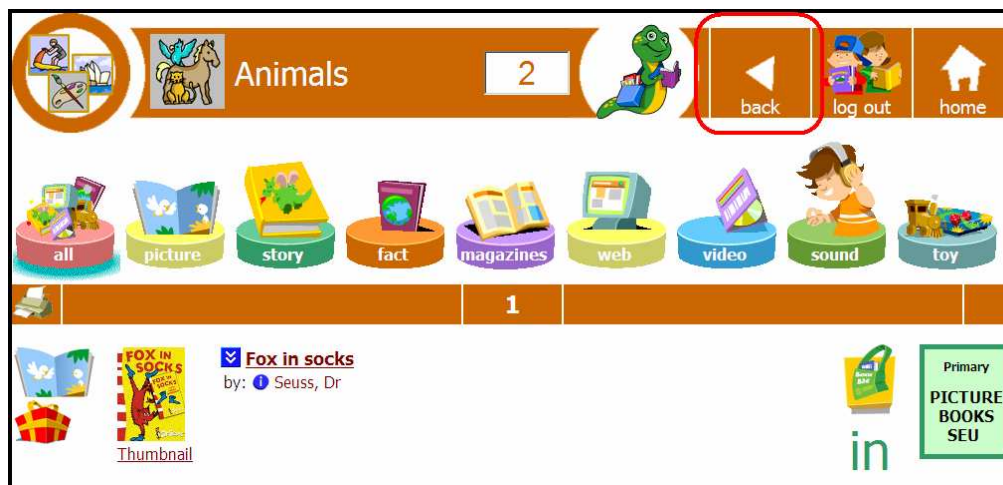 Animals
2
back
log out
home
all
picture
story
fact
magazines
web
video
sound
toy
1
FOX IN
SOCKS
Fox in socks
by: Seuss, Dr
Thumbnail
in
Primary
PICTURE
BOOKS
SEU